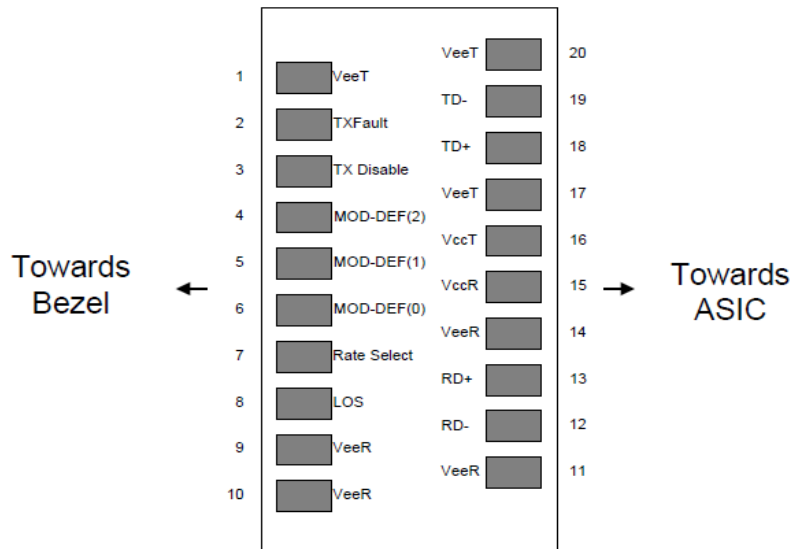 VeeT 20
1 VeeT
TD- 19
2 TXFault
TD+ 18
3 TX Disable
VeeT 17
4 MOD-DEF(2)
VccT 16
5 MOD-DEF(1)
Towards
Bezel
VccR 15
Towards
ASIC
6 MOD-DEF(0)
VeeR 14
7 Rate Select
RD+ 13
8 LOS
RD- 12
9 VeeR
VeeR 11
10 VeeR